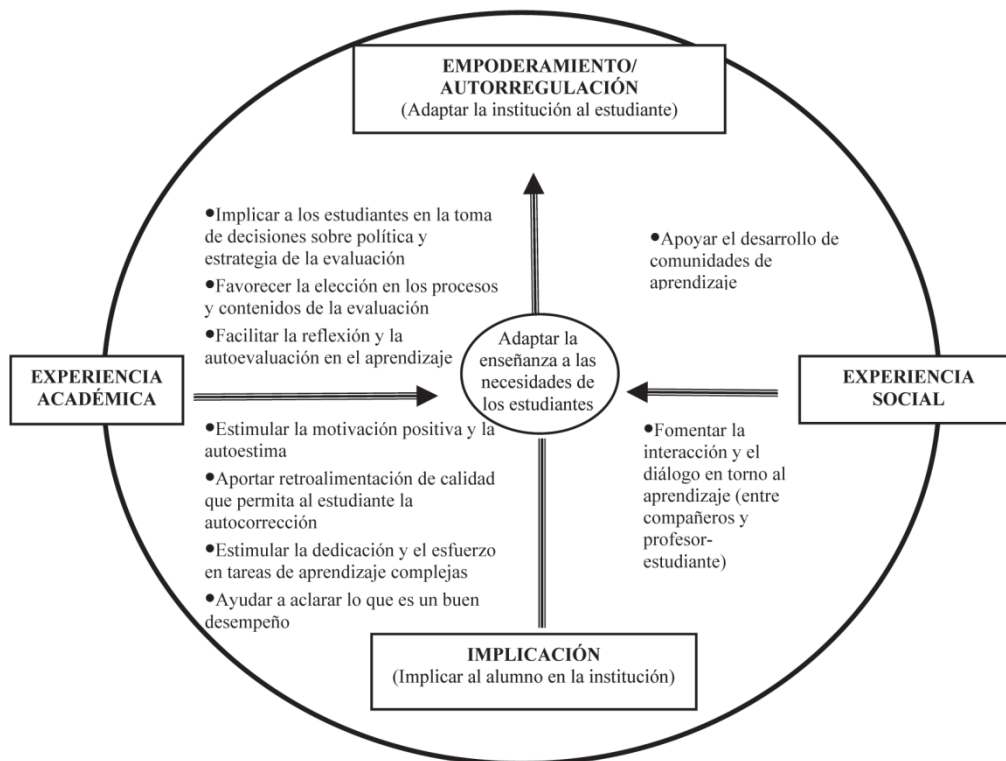 EMPODERAMIENTO/
AUTORREGULACIÓN
(Adaptar la institución al estudiante)
●Implicar a los estudiantes en la toma
de decisiones sobre política y
estrategia de la evaluación
●Favorecer la elección en los procesos
y contenidos de la evaluación
●Facilitar la reflexión y la
autoevaluación en el aprendizaje
●Apoyar el desarrollo de
comunidades de
aprendizaje
EXPERIENCIA
ACADÉMICA
Adaptar la
enseñanza a las
necesidades de
los estudiantes
EXPERIENCIA
SOCIAL
●Estimular la motivación positiva y la
autoestima
●Aportar retroalimentación de calidad
que permita al estudiante la
autocorrección
●Estimular la dedicación y el esfuerzo
en tareas de aprendizaje complejas
●Ayudar a aclarar lo que es un buen
desempeño
●Fomentar la
interacción y el
diálogo en torno al
aprendizaje (entre
compañeros y
profesor-
estudiante)
IMPLICACIÓN
(Implicar al alumno en la institución)